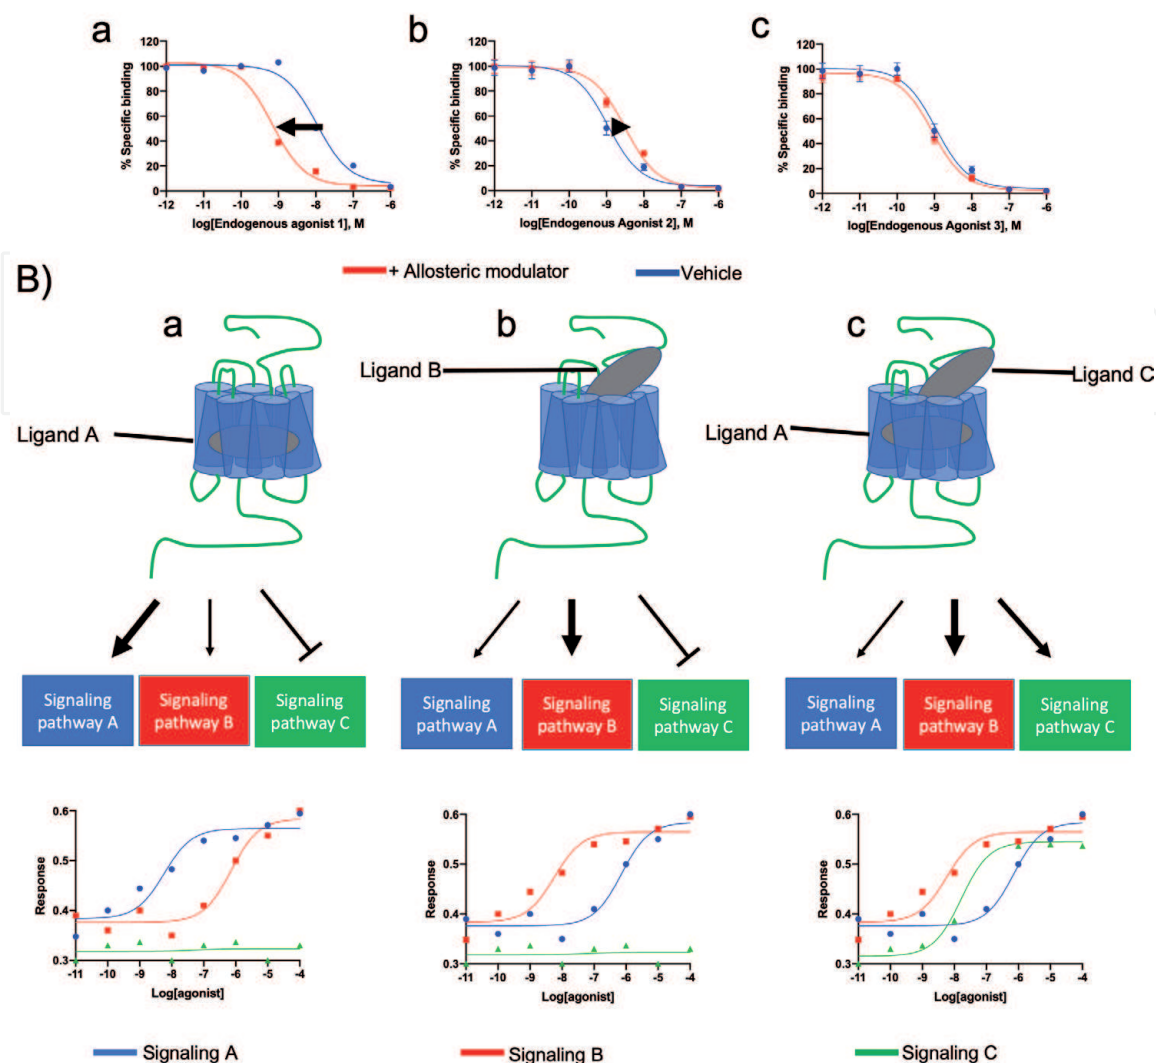 a
b
c
120
100
80
60
40
20
0
% Specific binding
-12 -11 -10 -9 -8 -7 -6
log[Endogenous agonist 1], M
120
100
80
60
40
20
0
% Specific binding
-12 -11 -10 -9 -8 -7 -6
log[Endogenous Agonist 2], M
120
100
80
60
40
20
0
% Specific binding
-12 -11 -10 -9 -8 -7 -6
log[Endogenous Agonist 3], M
+ Allosteric modulator
Vehicle
B)
a
b
c
Ligand A
Ligand B
Ligand C
Ligand A
Signaling
pathway A
Signaling
pathway B
Signaling
pathway C
Signaling
pathway A
Signaling
pathway B
Signaling
pathway C
Signaling
pathway A
Signaling
pathway B
Signaling
pathway C
0.6
0.5
0.4
0.3
Response
-11 -10 -9 -8 -7 -6 -5 -4
Log[agonist]
0.6
0.5
0.4
0.3
Response
-11 -10 -9 -8 -7 -6 -5 -4
Log[agonist]
0.6
0.5
0.4
0.3
Response
-11 -10 -9 -8 -7 -6 -5 -4
Log[agonist]
Signaling A
Signaling B
Signaling C